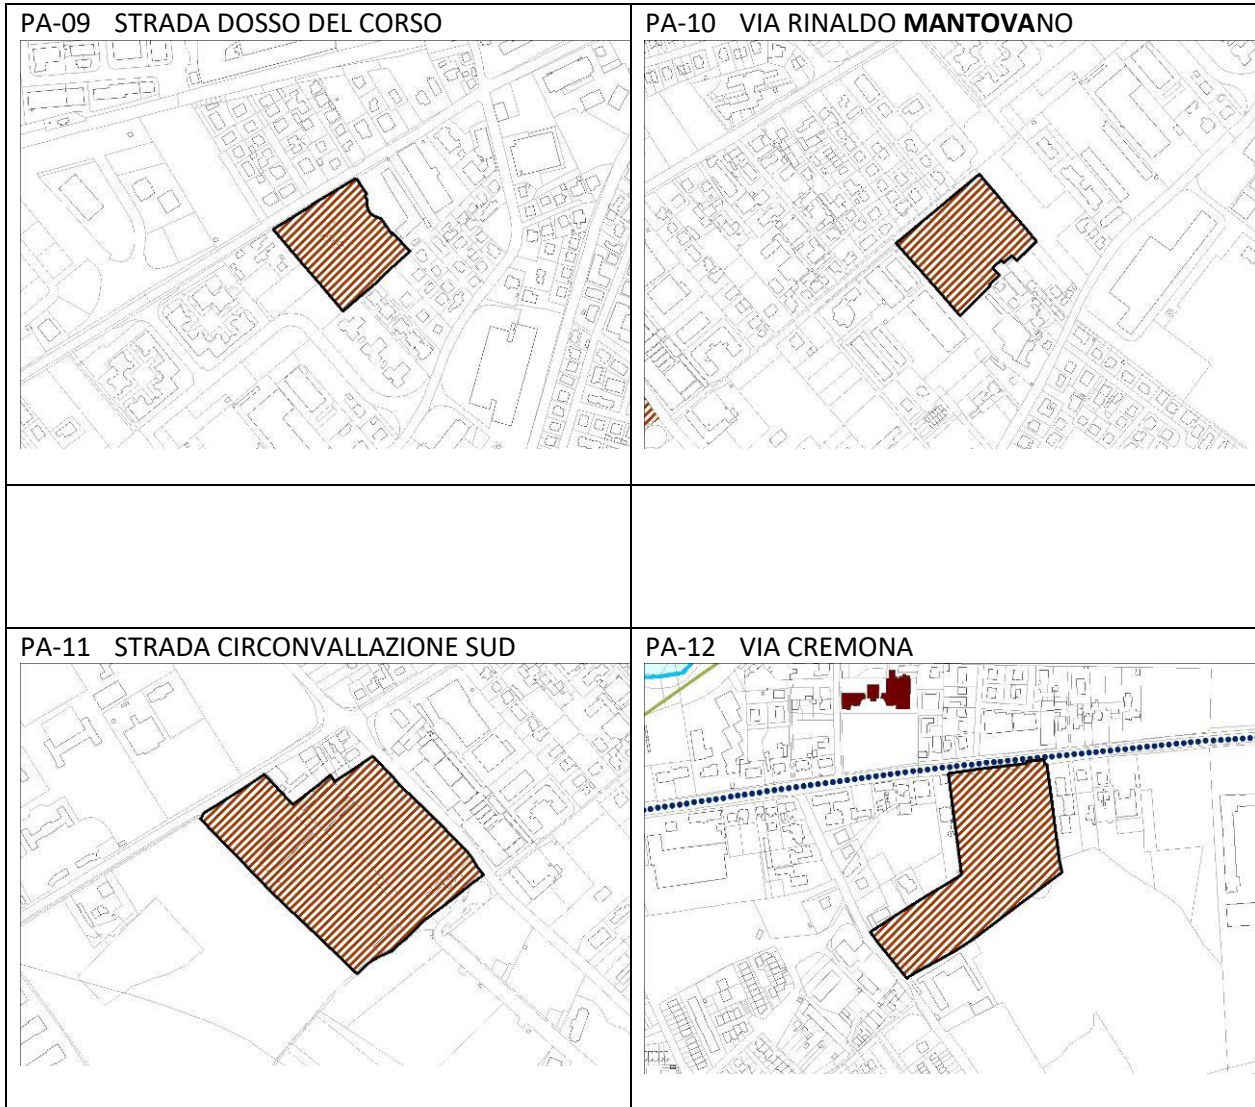 PA-09 STRADA DOSSO DEL CORSO
PA-10 VIA RINALDO MANTOVANO
PA-11 STRADA CIRCONVALLAZIONE SUD
PA-12 VIA CREMONA